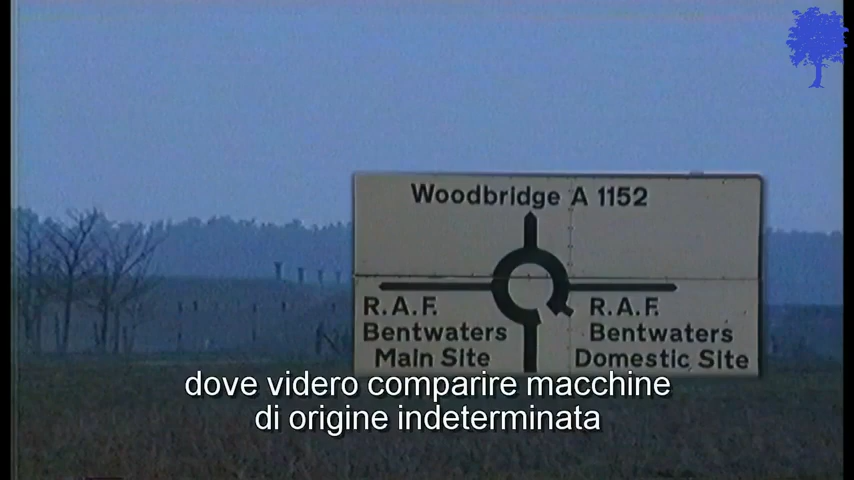 Woodbridge A 1152
R.A.F.
Bentwaters
Main Site
R.A.F.
Bentwaters
Domestic Site
dove videro comparire macchine
di origine indeterminata